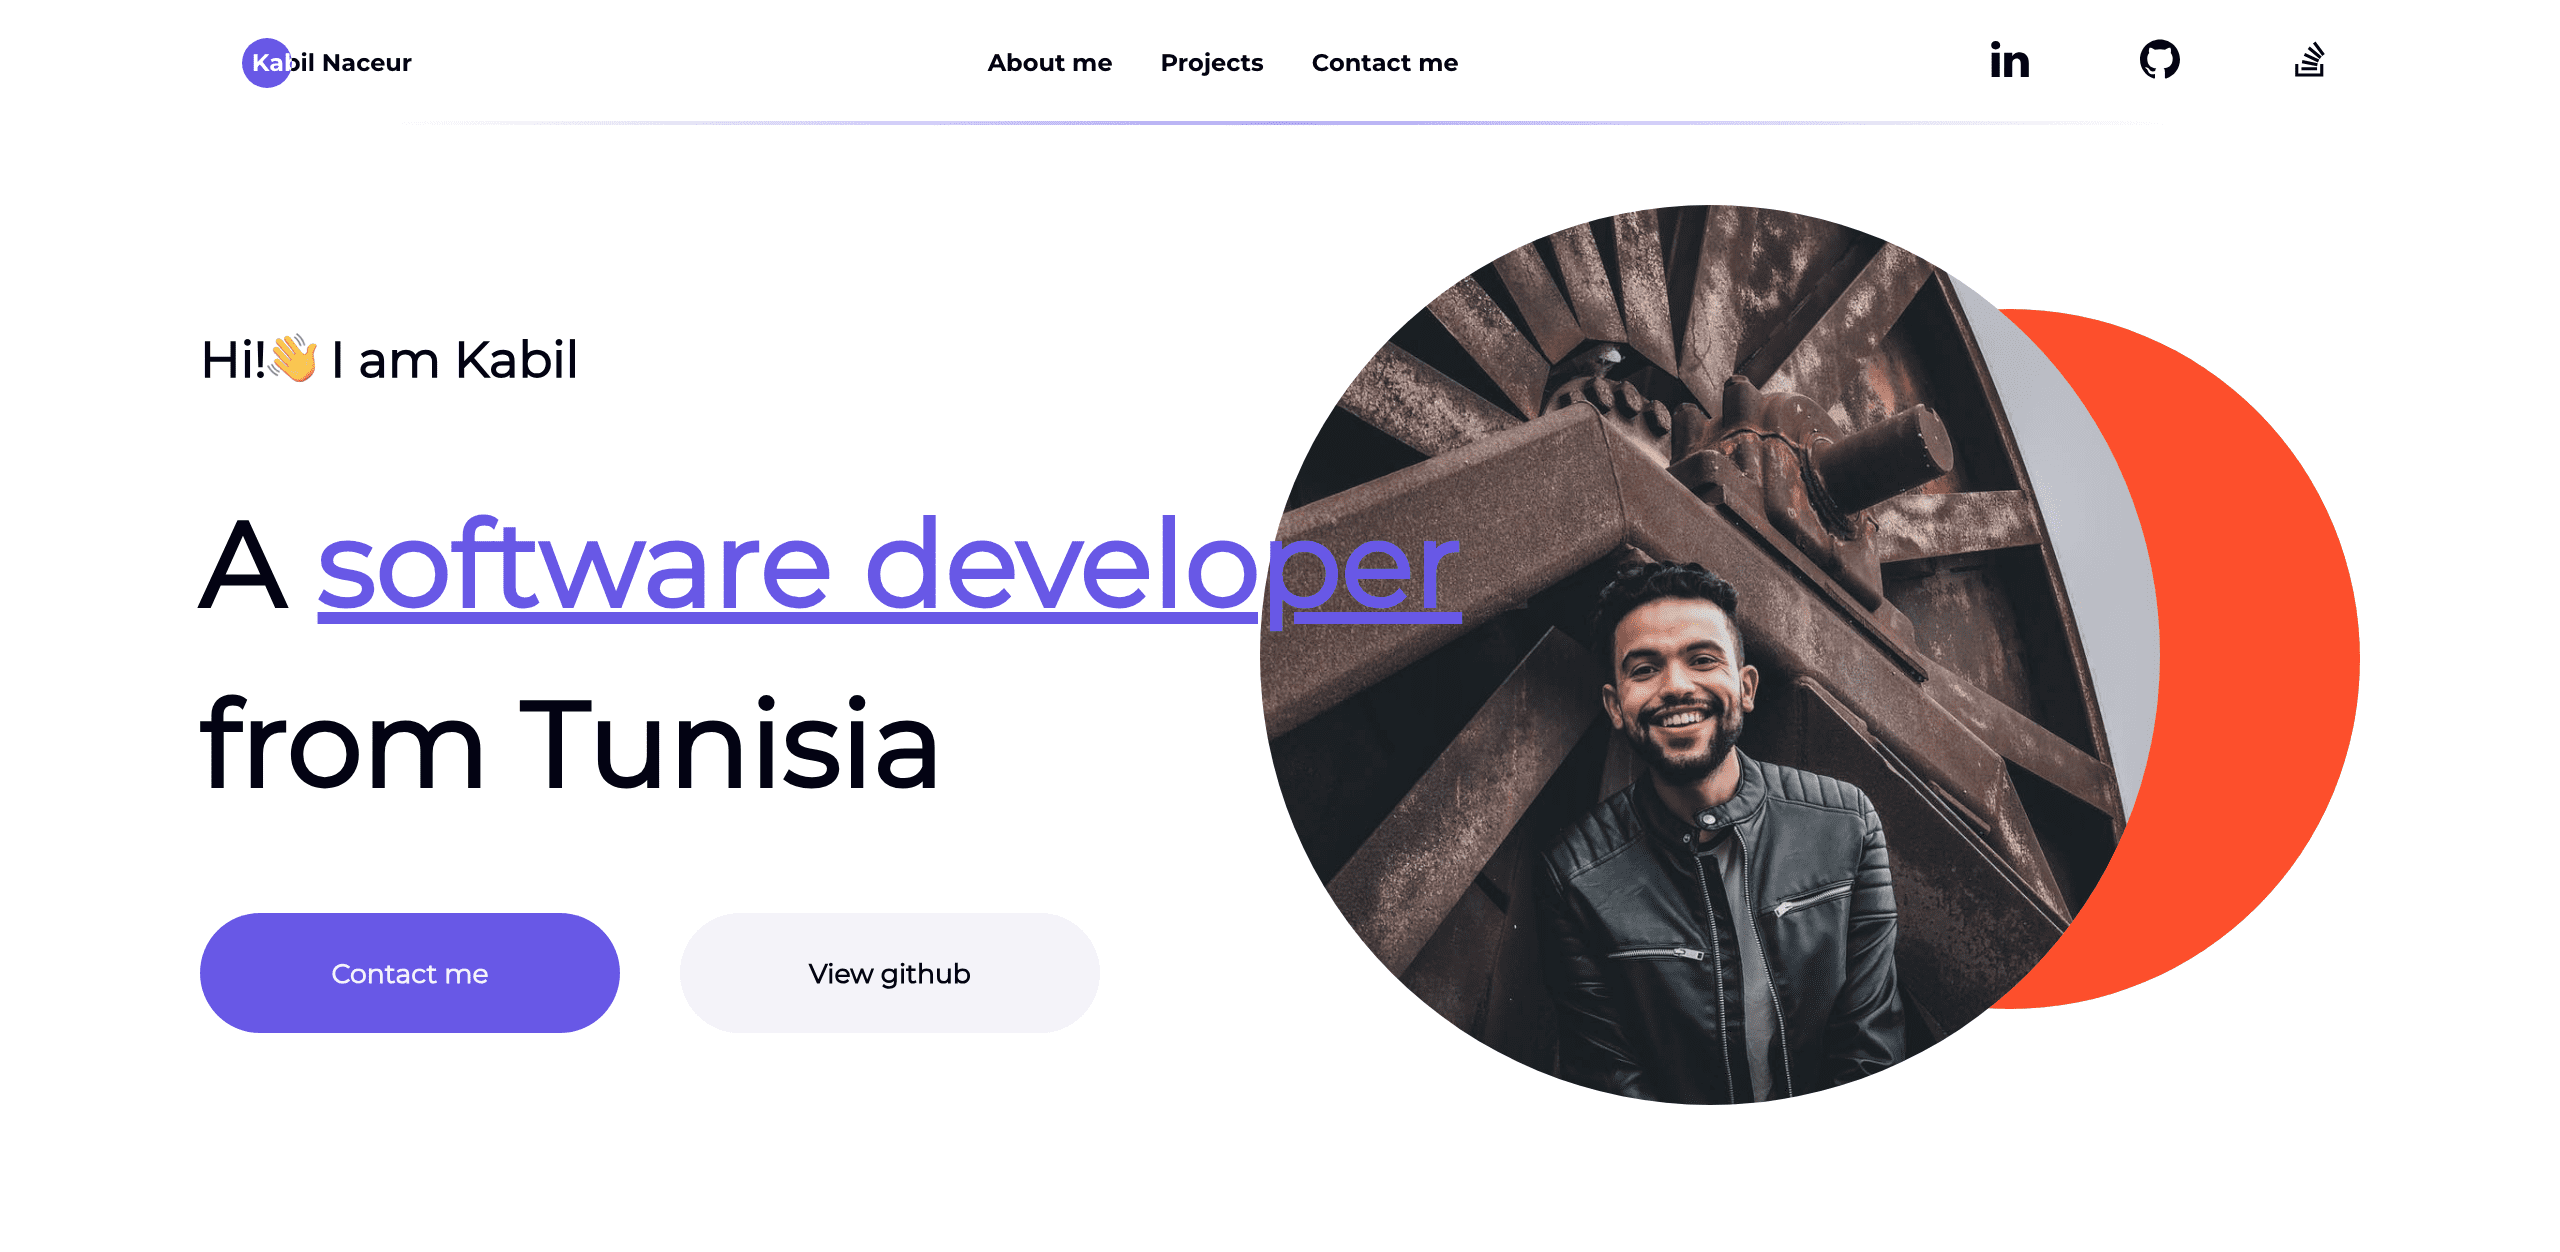 Kabil Naceur
About me
Projects
Contact me
in
Hi!👋 I am Kabil
A software developer
from Tunisia
Contact me
View github